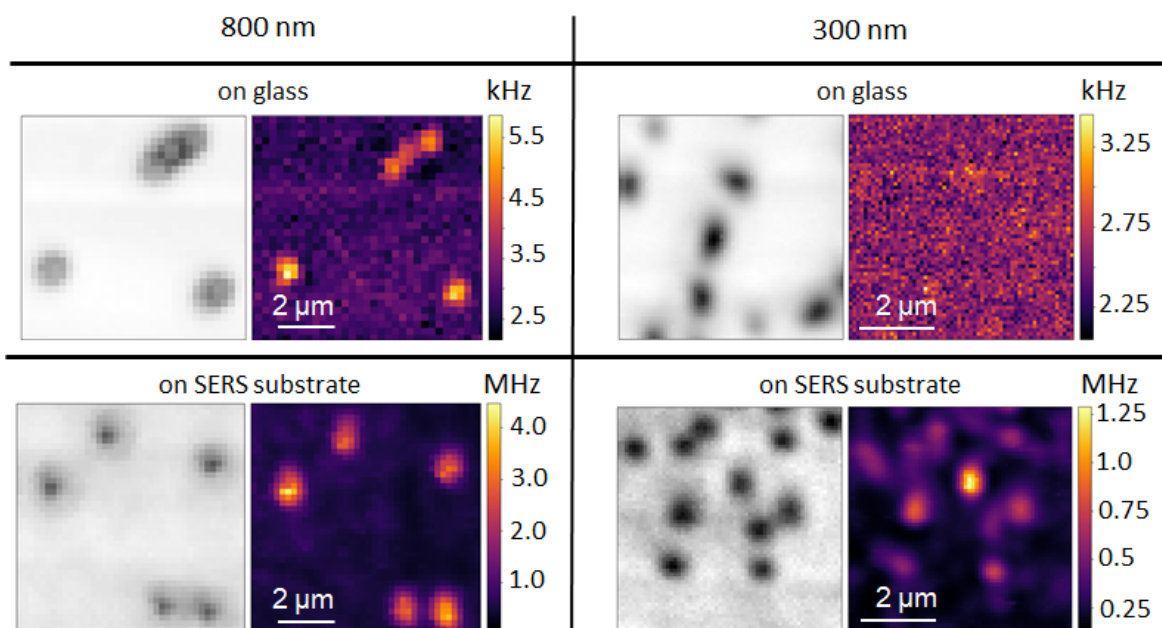 800 nm
300 nm
on glass
kHz
5.5
4.5
3.5
2.5
2 μm
on glass
kHz
3.25
2.75
2.25
2 μm
on SERS substrate
MHz
4.0
3.0
2.0
1.0
2 μm
on SERS substrate
MHz
1.25
1.0
0.75
0.5
0.25
2 μm